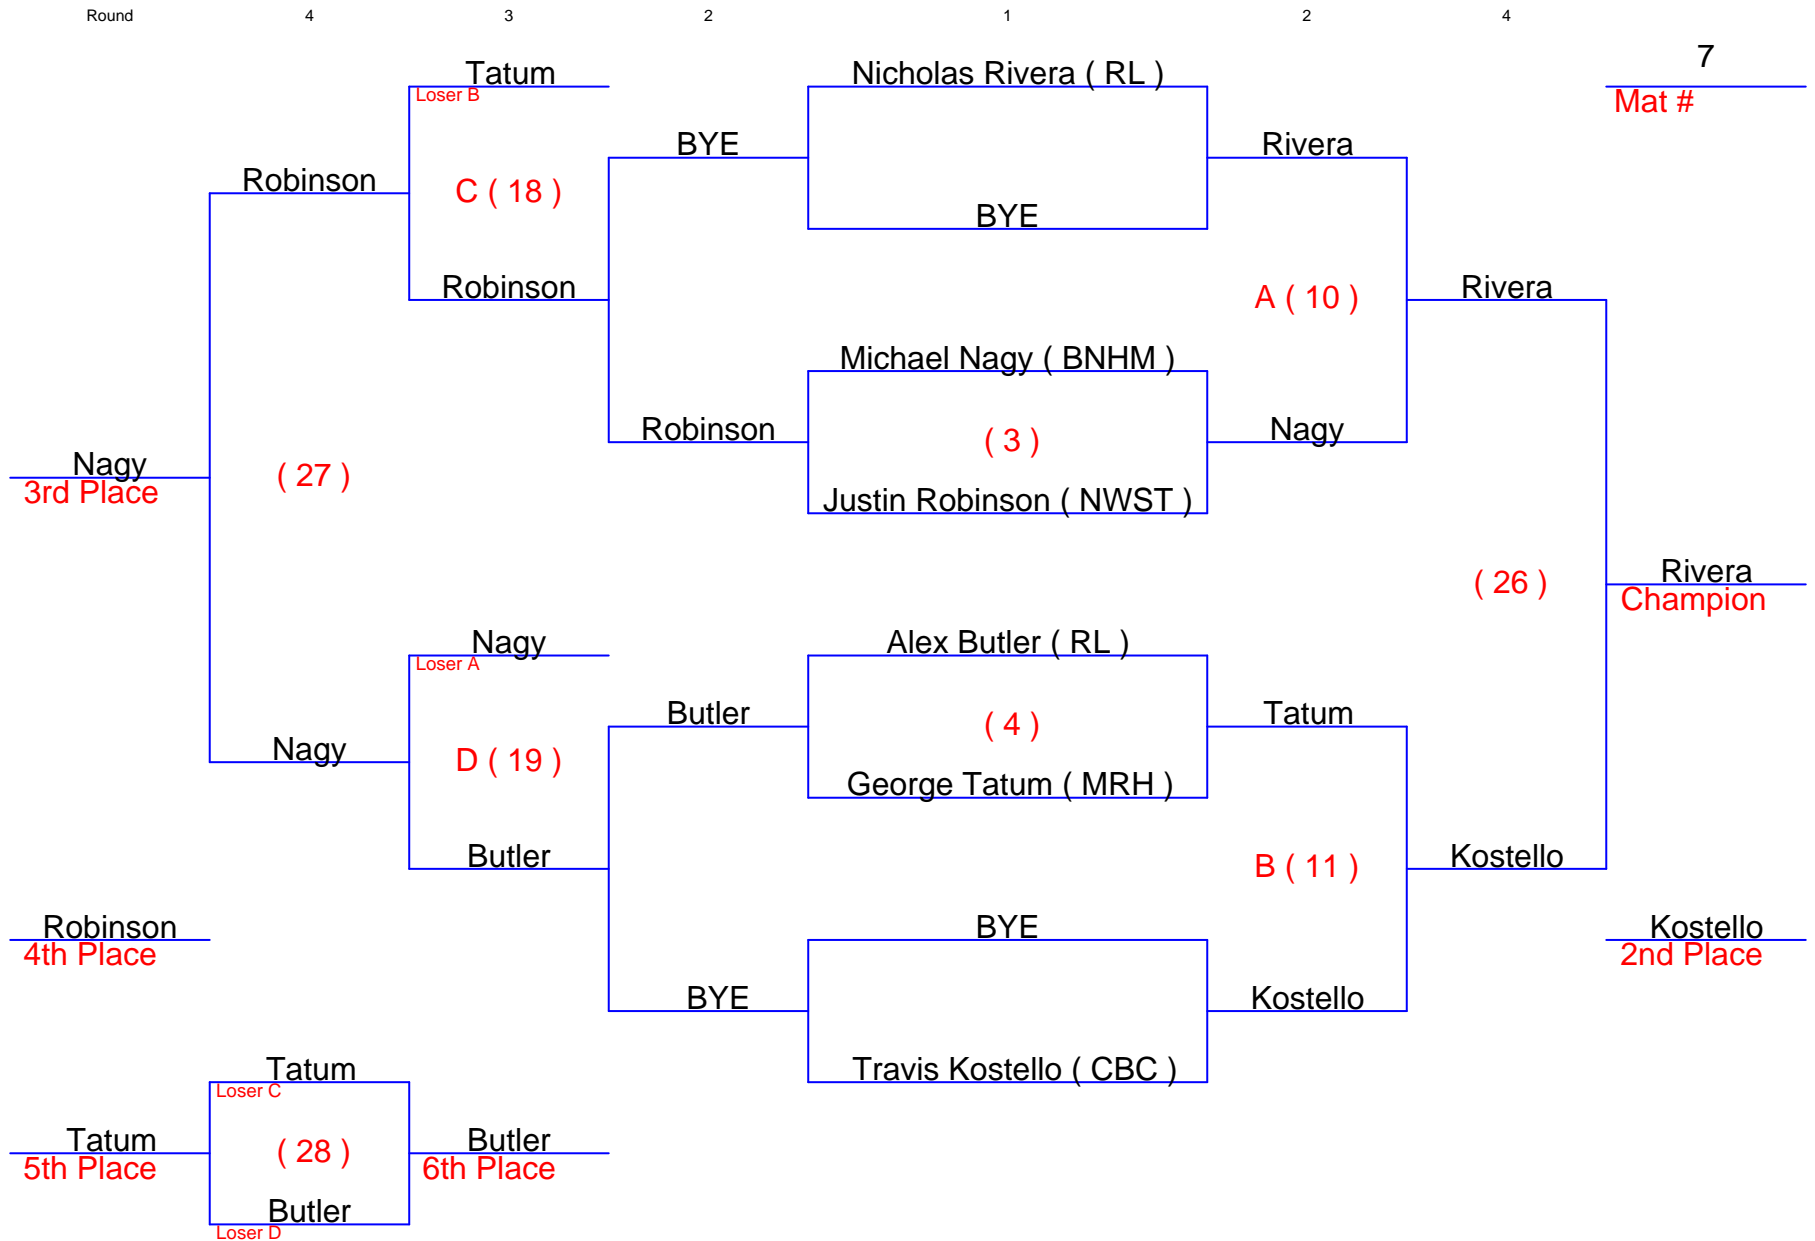 Round 4 3 2 1 2 4
7
Tatum Nicholas Rivera ( RL )
Loser B Mat #
BYE Rivera
Robinson C ( 18 )
BYE
Robinson A ( 10 ) Rivera
Michael Nagy ( BNHM )
Robinson ( 3 ) Nagy
Nagy ( 27 )
3rd Place Justin Robinson ( NWST )
( 26 ) Rivera
Champion
Nagy Alex Butler ( RL )
Loser A
Butler ( 4 ) Tatum
Nagy D ( 19 )
George Tatum ( MRH )
Butler B ( 11 ) Kostello
Robinson BYE Kostello
4th Place 2nd Place
BYE Kostello
Tatum Travis Kostello ( CBC )
Loser C
Tatum ( 28 ) Butler
5th Place 6th Place
Butler
Loser D